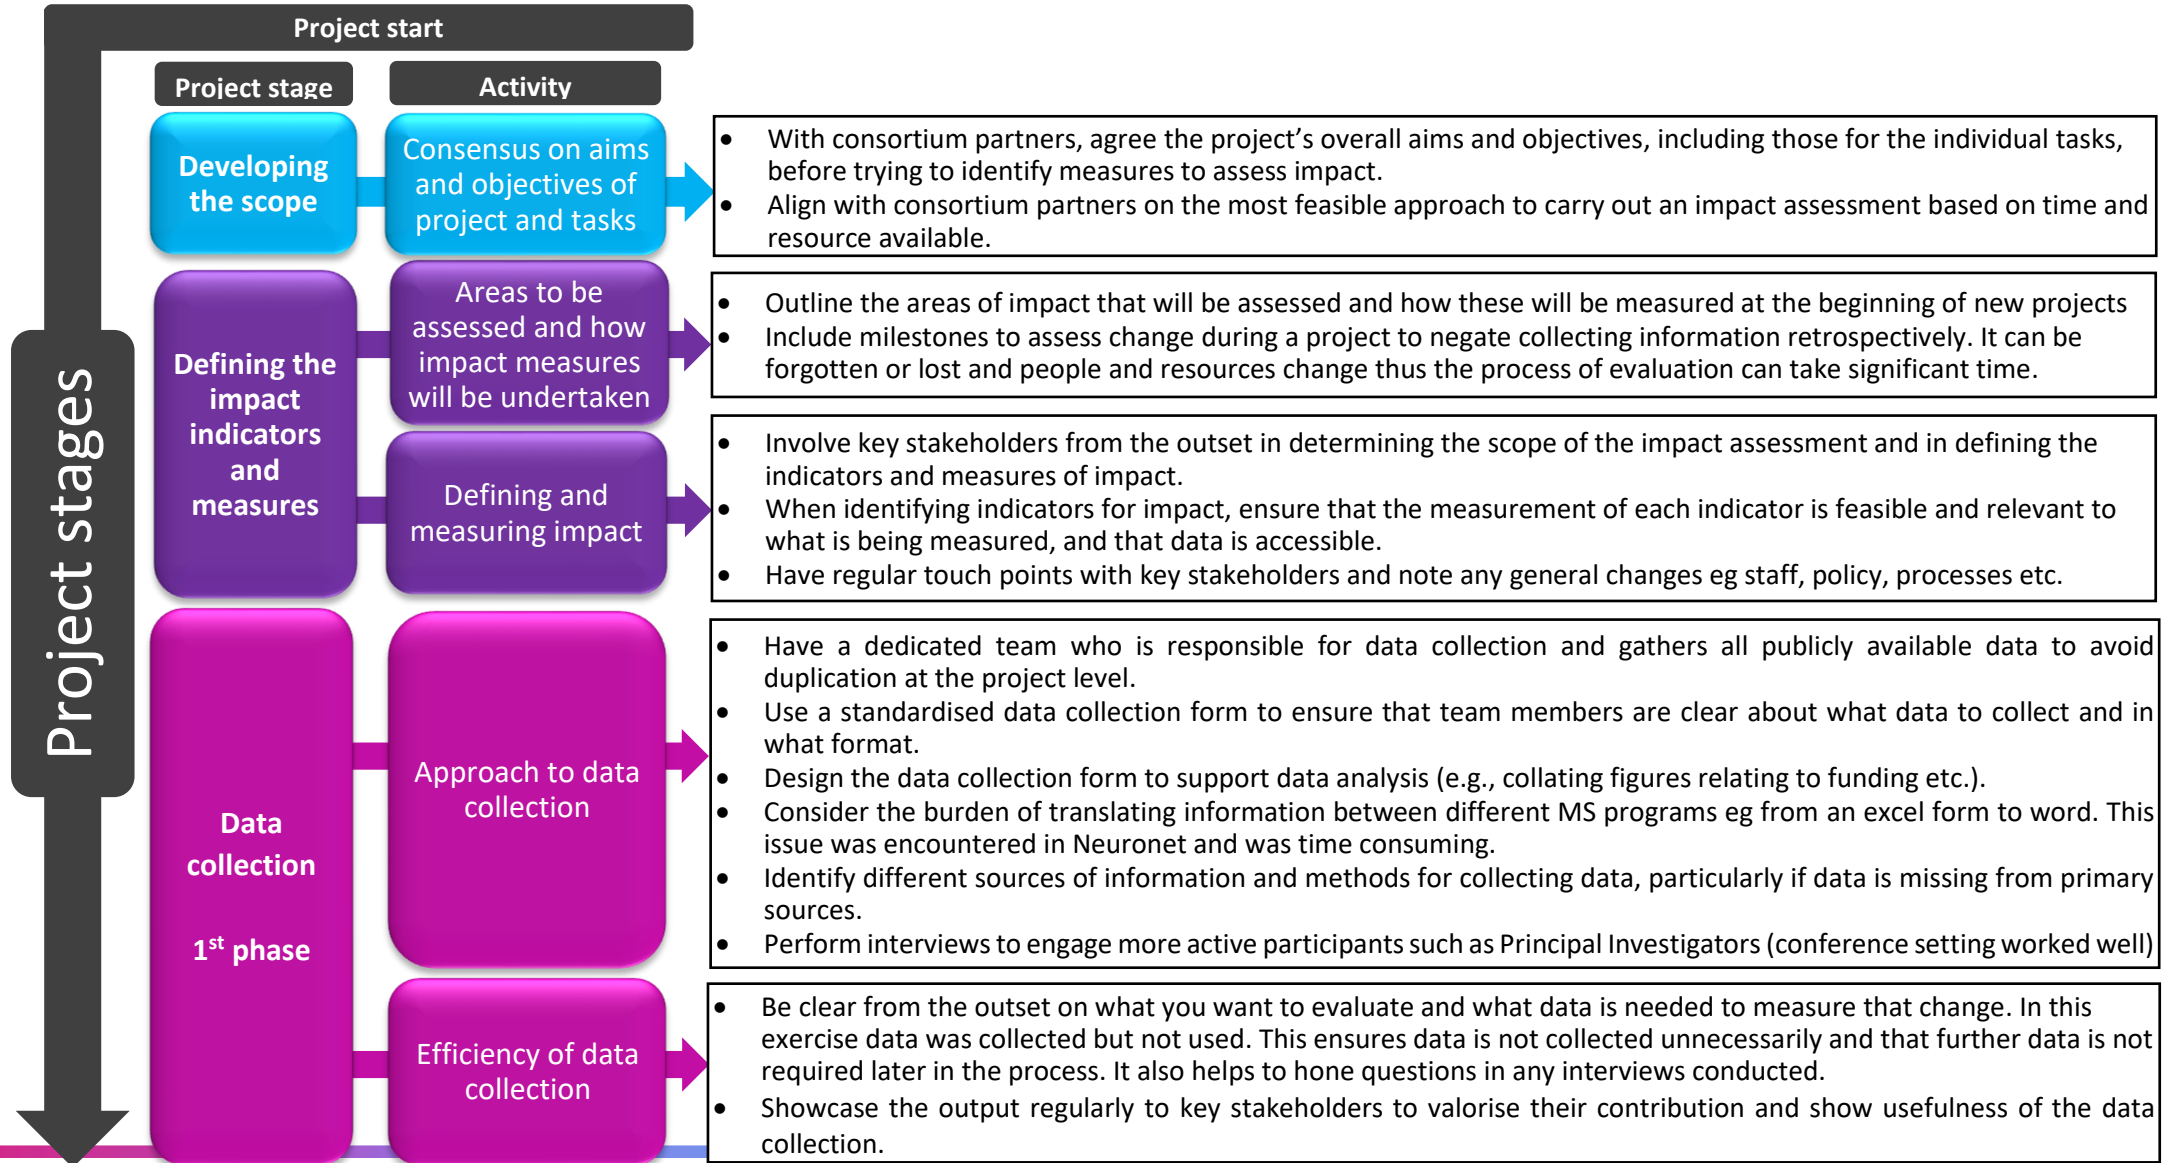 Project start
Project stage
Activity
Project stages
Developing
the scope
Consensus on aims
and objectives of
project and tasks
• With consortium partners, agree the project’s overall aims and objectives, including those for the individual tasks,
before trying to identify measures to assess impact.
• Align with consortium partners on the most feasible approach to carry out an impact assessment based on time and
resource available.
Defining the
impact
indicators
and
measures
Areas to be
assessed and how
impact measures
will be undertaken
• Outline the areas of impact that will be assessed and how these will be measured at the beginning of new projects
• Include milestones to assess change during a project to negate collecting information retrospectively. It can be
forgotten or lost and people and resources change thus the process of evaluation can take significant time.
Defining and
measuring impact
• Involve key stakeholders from the outset in determining the scope of the impact assessment and in defining the
indicators and measures of impact.
• When identifying indicators for impact, ensure that the measurement of each indicator is feasible and relevant to
what is being measured, and that data is accessible.
• Have regular touch points with key stakeholders and note any general changes eg staff, policy, processes etc.
Data
collection
1st phase
Approach to data
collection
• Have a dedicated team who is responsible for data collection and gathers all publicly available data to avoid
duplication at the project level.
• Use a standardised data collection form to ensure that team members are clear about what data to collect and in
what format.
• Design the data collection form to support data analysis (e.g., collating figures relating to funding etc.).
• Consider the burden of translating information between different MS programs eg from an excel form to word. This
issue was encountered in Neuronet and was time consuming.
• Identify different sources of information and methods for collecting data, particularly if data is missing from primary
sources.
• Perform interviews to engage more active participants such as Principal Investigators (conference setting worked well)
Efficiency of data
collection
• Be clear from the outset on what you want to evaluate and what data is needed to measure that change. In this
exercise data was collected but not used. This ensures data is not collected unnecessarily and that further data is not
required later in the process. It also helps to hone questions in any interviews conducted.
• Showcase the output regularly to key stakeholders to valorise their contribution and show usefulness of the data
collection.